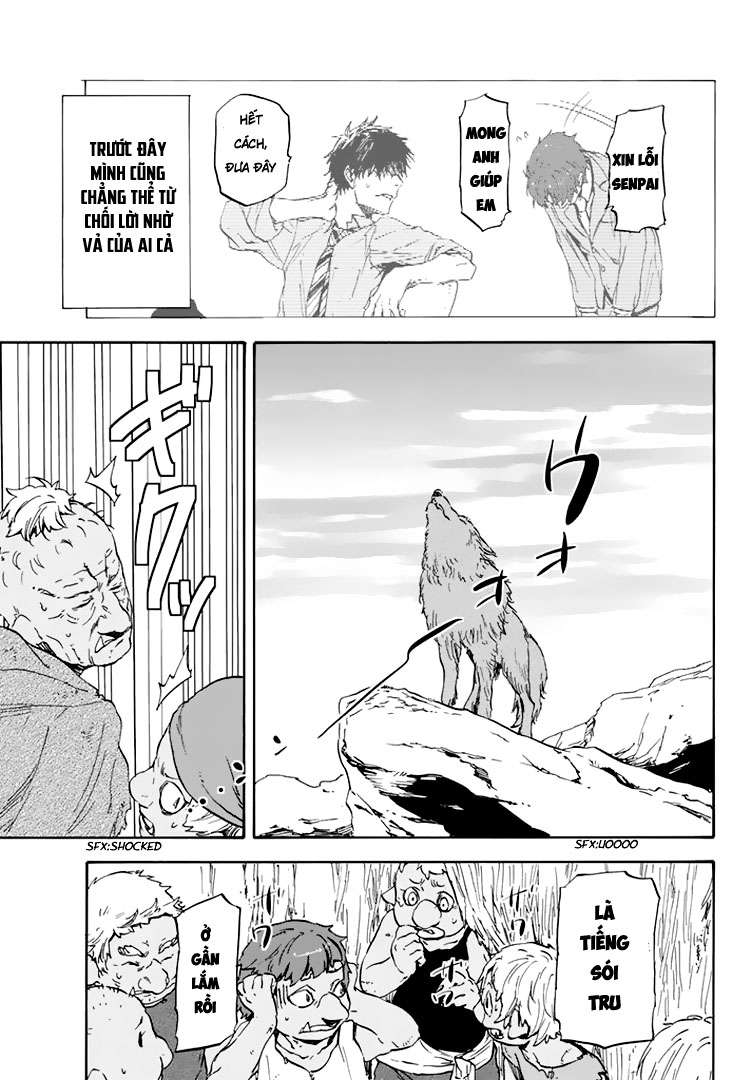 XIN LỖI
SENPAI
MONG
ANH
GIÚP
EM
HẾT
CÁCH,
ĐƯA ĐÂY
TRƯỚC ĐÂY
MÌNH CŨNG
CHẲNG THỂ TỪ
CHỐI LỜI NHỜ
VẢ CỦA AI CẢ
ウォォォー
SFX:UOOOO
ギクッ
SFX:SHOCKED
LÀ
TIẾNG
SÓI
TRU
Ở
GẦN
LẮM
RỒI